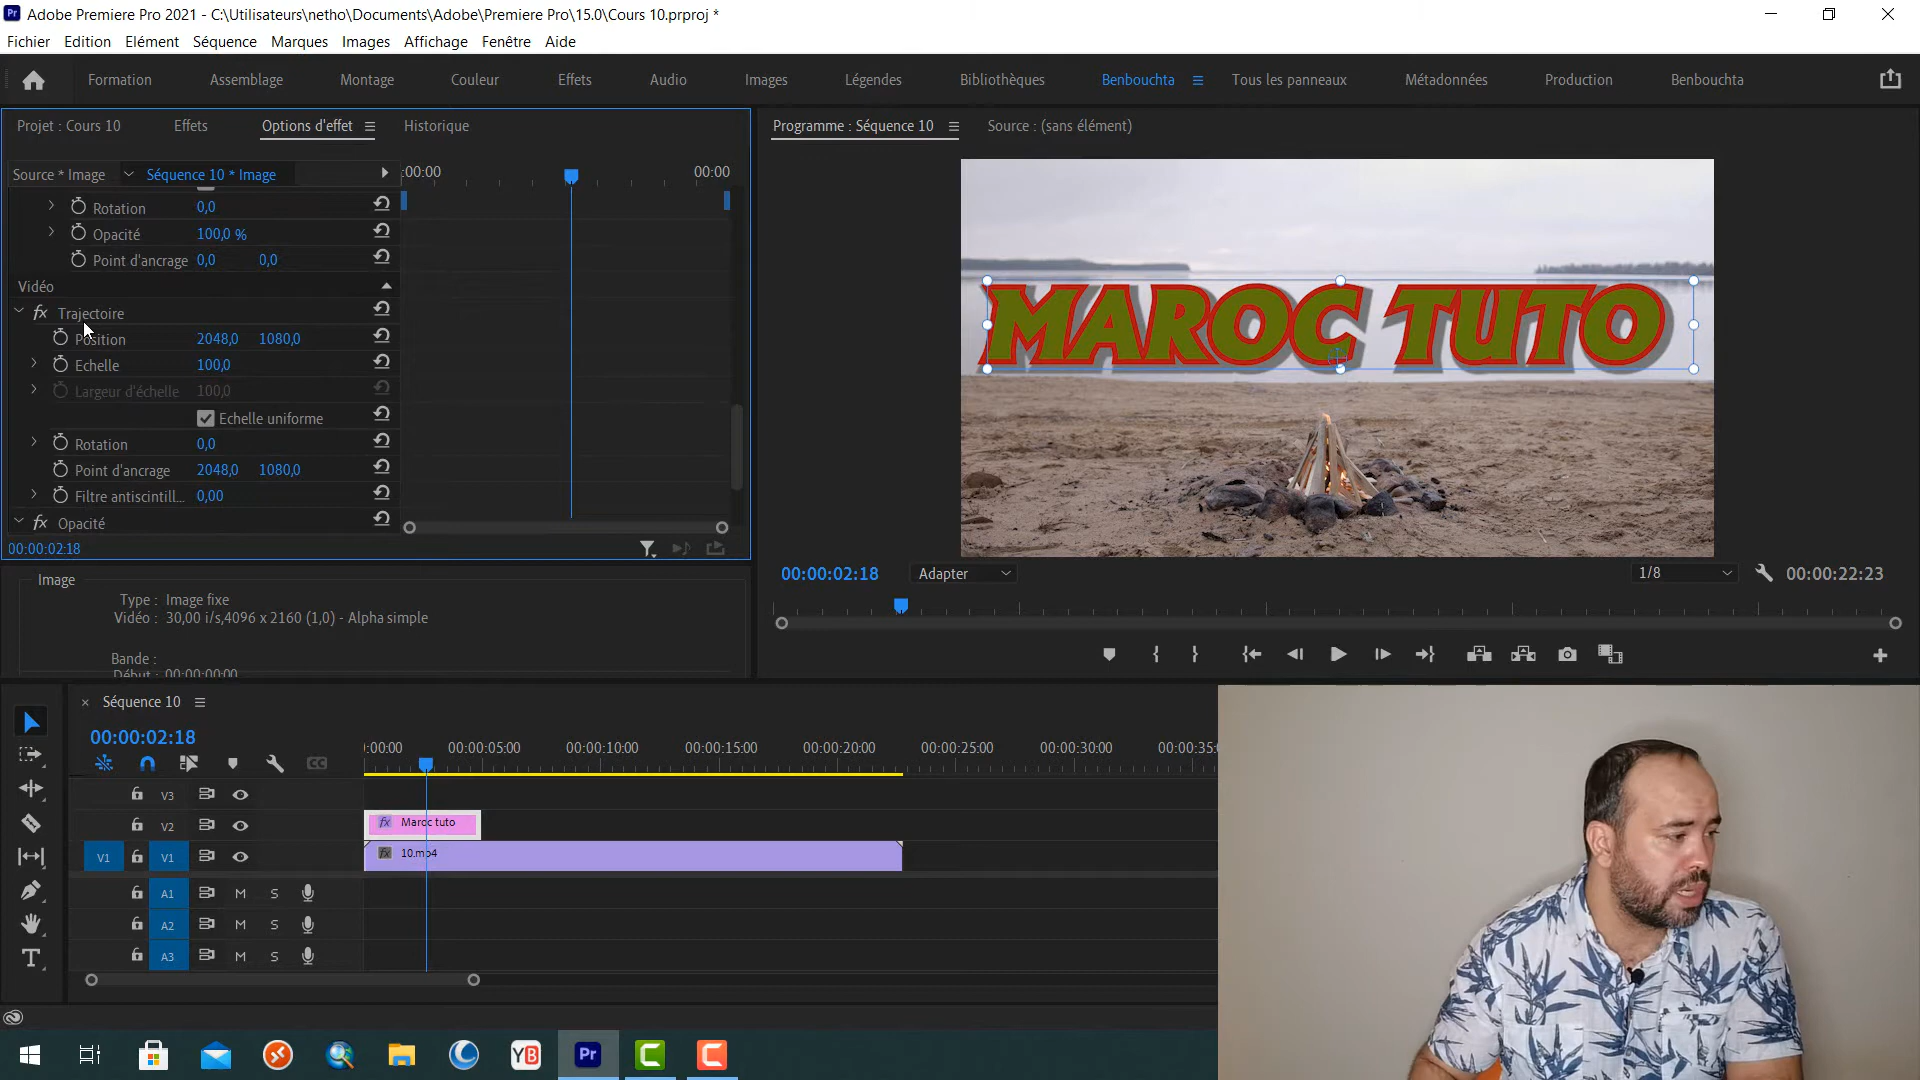 Adobe Premiere Pro 2021 - C:\Utilisateurs\netho\Documents\Adobe\Premiere Pro\15.0\Cours 10.prproj *
Fichier Edition Elément Séquence Marques Images Affichage Fenêtre Aide
Formation Assemblage Montage Couleur Effets Audio Images Légendes Bibliothèques Benbouchta Tous les panneaux Métadonnées Production Benbouchta
Projet : Cours 10 Effets Options d'effet Historique
Programme : Séquence 10 Source : (sans élément)
Source * Image Séquence 10 * Image :00:00 00:00
Rotation 0,0
Opacité 100,0 %
Point d'ancrage 0,0 0,0
Vidéo
fx Trajectoire
Position 2048,0 1080,0
Echelle 100,0
Largeur d'échelle 100,0
Echelle uniforme
Rotation 0,0
Point d'ancrage 2048,0 1080,0
Filtre antiscintill... 0,00
fx Opacité
00:00:02:18
MAROC TUTO
00:00:02:18 Adapter 1/8 00:00:22:23
Image
Type : Image fixe
Vidéo : 30,00 i/s,4096 x 2160 (1,0) - Alpha simple
Bande :
Début : 00:00:00:00
× Séquence 10
00:00:02:18
:00:00 00:00:05:00 00:00:10:00 00:00:15:00 00:00:20:00 00:00:25:00 00:00:30:00 00:00:35:0
CC
V3
V2 fx Maroc tuto
V1 V1 fx 10.mp4
A1 M S
A2 M S
A3 M S
T
YB Pr C C
Pr